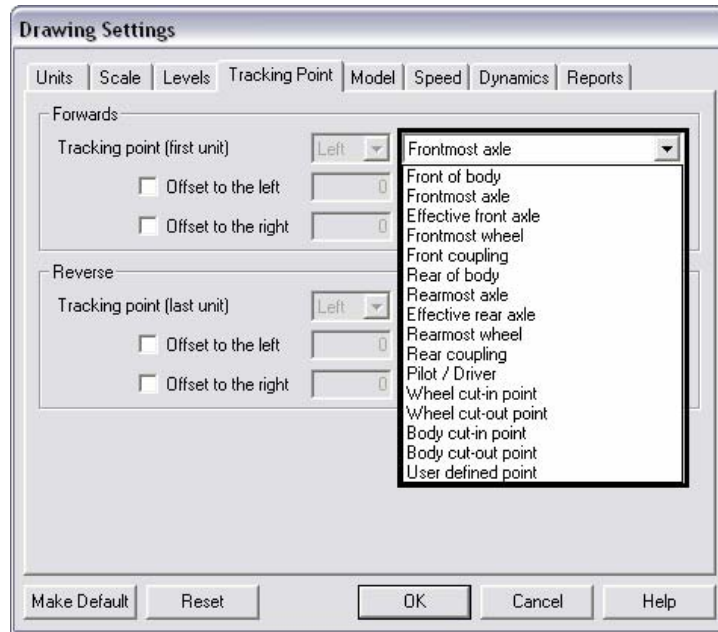 Drawing Settings
Units Scale Levels Tracking Point Model Speed Dynamics Reports
Forwards
Tracking point (first unit) Left Frontmost axle
Offset to the left 0
Offset to the right 0
Front of body
Frontmost axle
Effective front axle
Frontmost wheel
Front coupling
Rear of body
Rearmost axle
Effective rear axle
Rearmost wheel
Rear coupling
Pilot / Driver
Wheel cut-in point
Wheel cut-out point
Body cut-in point
Body cut-out point
User defined point
Reverse
Tracking point (last unit) Left
Offset to the left 0
Offset to the right 0
Make Default Reset OK Cancel Help